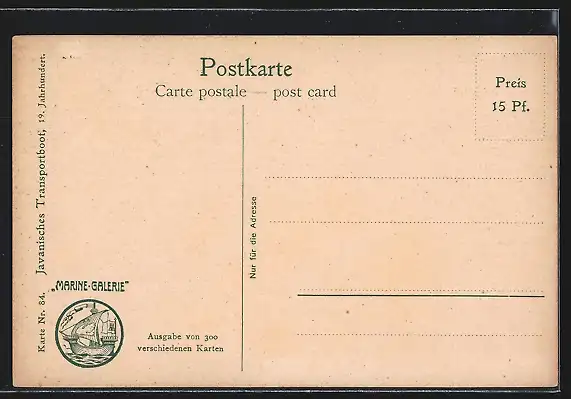 Postkarte
Carte postale — post card
Preis
15 Pf.
Karte Nr. 84. Javanisches Transportboot, 19. Jahrhundert.
Nur für die Adresse
„MARINE-GALERIE"
Ausgabe von 300
verschiedenen Karten